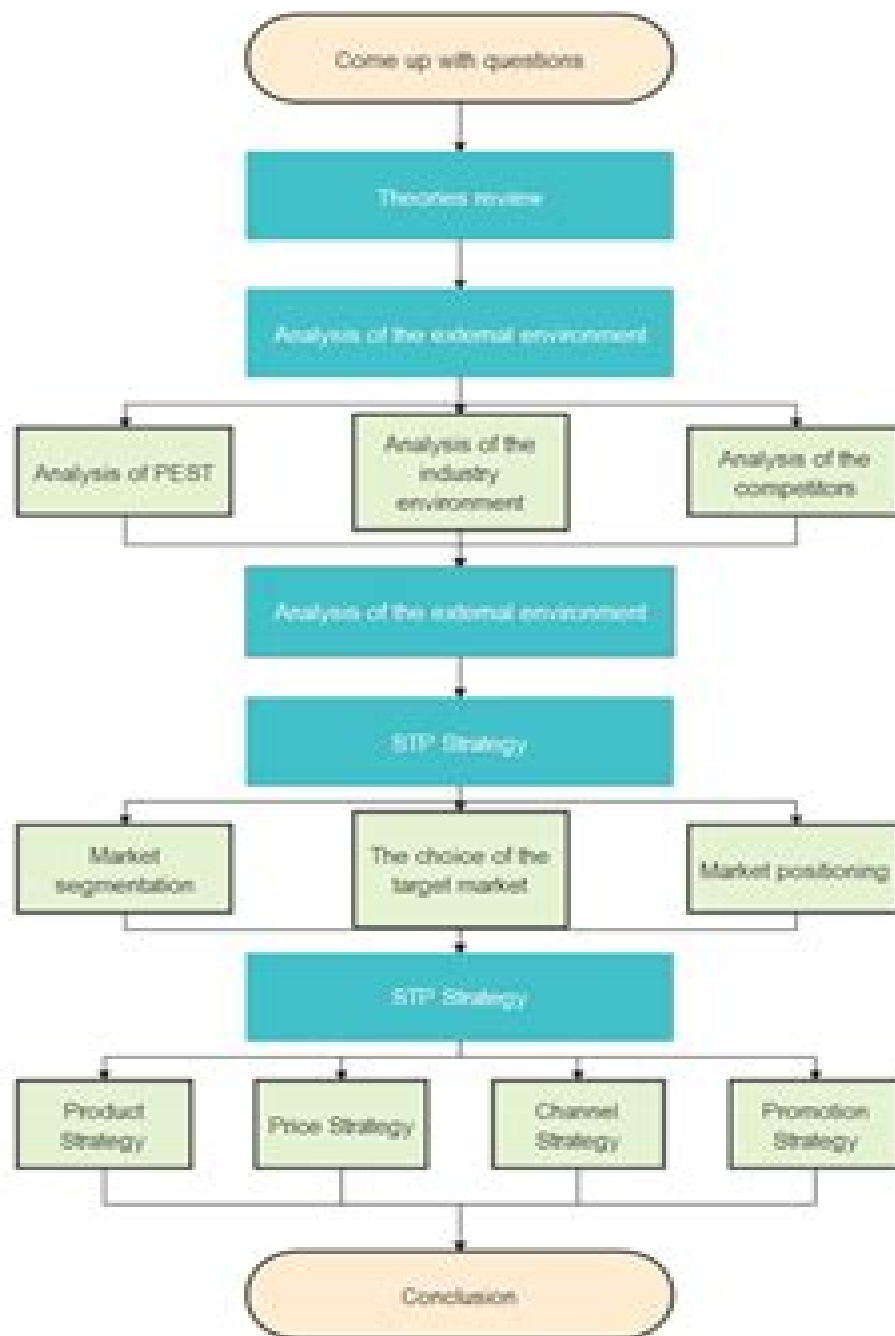 Come up with questions
Theories review
Analysis of the external environment
Analysis of PEST
Analysis of the
industry
environment
Analysis of the
competitors
Analysis of the external environment
STP Strategy
Market
segmentation
The choice of the
target market
Market positioning
STP Strategy
Product
Strategy
Price Strategy
Channel
Strategy
Promotion
Strategy
Conclusion